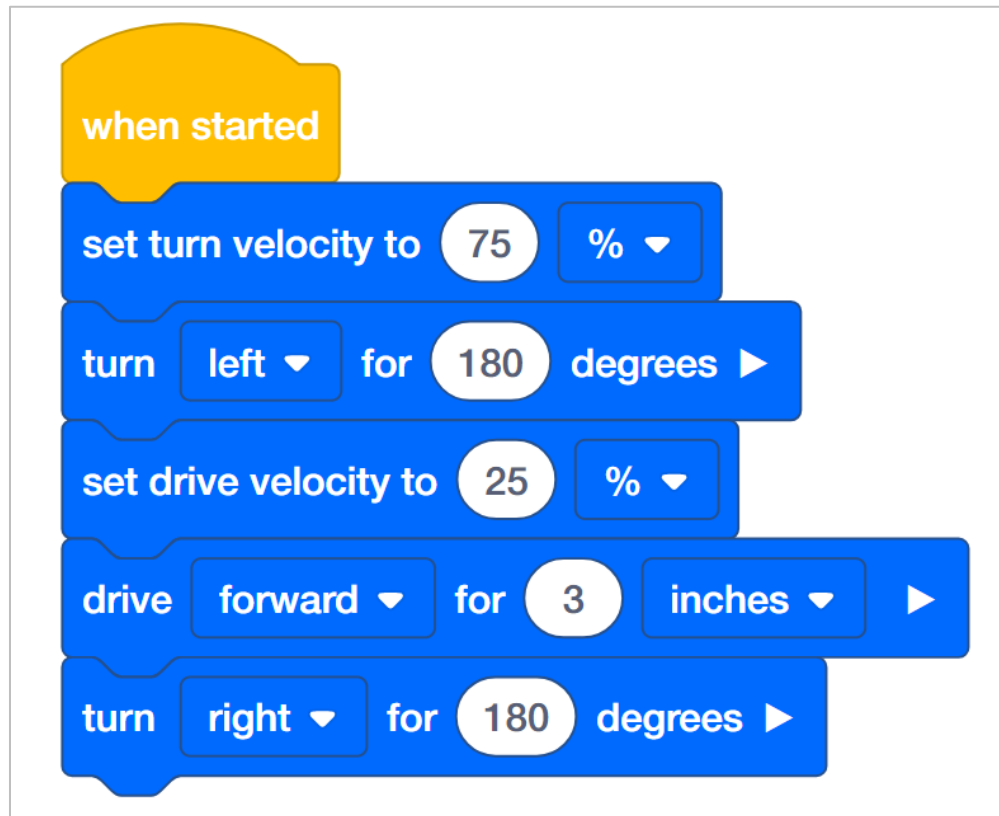 when started
set turn velocity to 75 %
turn left for 180 degrees
set drive velocity to 25 %
drive forward for 3 inches
turn right for 180 degrees